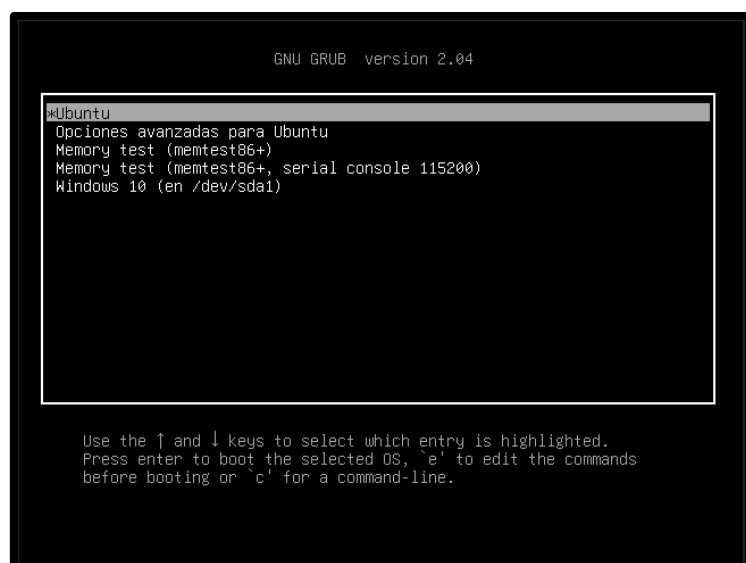 GNU GRUB version 2.04
*Ubuntu
Opciones avanzadas para Ubuntu
Memory test (memtest86+)
Memory test (memtest86+, serial console 115200)
Windows 10 (en /dev/sda1)
Use the ↑ and ↓ keys to select which entry is highlighted.
Press enter to boot the selected OS, `e' to edit the commands
before booting or `c' for a command-line.